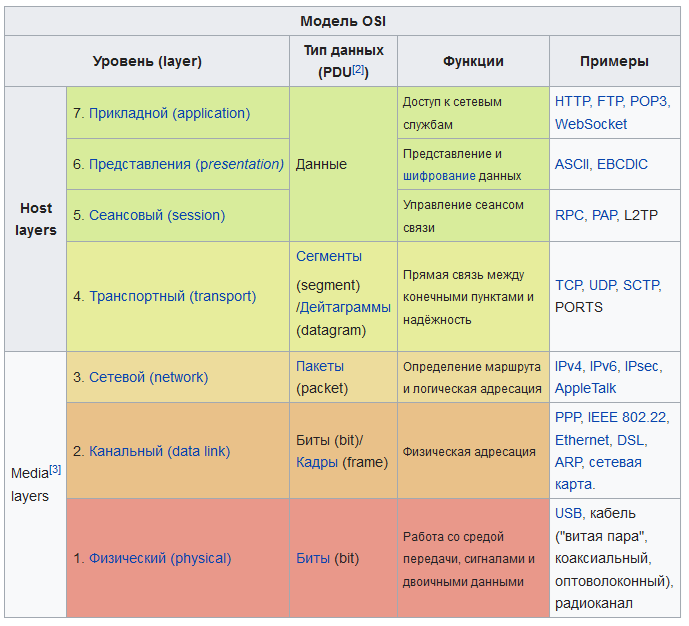 Модель OSI
Уровень (layer)
Тип данных
(PDU[2])
Функции
Примеры
Host
layers
7. Прикладной (application)
Данные
Доступ к сетевым
службам
HTTP, FTP, POP3,
WebSocket
6. Представления (presentation)
Представление и
шифрование данных
ASCII, EBCDIC
5. Сеансовый (session)
Управление сеансом
связи
RPC, PAP, L2TP
4. Транспортный (transport)
Сегменты
(segment)
/Дейтаграммы
(datagram)
Прямая связь между
конечными пунктами и
надёжность
TCP, UDP, SCTP,
PORTS
Media[3]
layers
3. Сетевой (network)
Пакеты
(packet)
Определение маршрута
и логическая адресация
IPv4, IPv6, IPsec,
AppleTalk
2. Канальный (data link)
Биты (bit)/
Кадры (frame)
Физическая адресация
PPP, IEEE 802.22,
Ethernet, DSL,
ARP, сетевая
карта.
1. Физический (physical)
Биты (bit)
Работа со средой
передачи, сигналами и
двоичными данными
USB, кабель
("витая пара",
коаксиальный,
оптоволоконный),
радиоканал